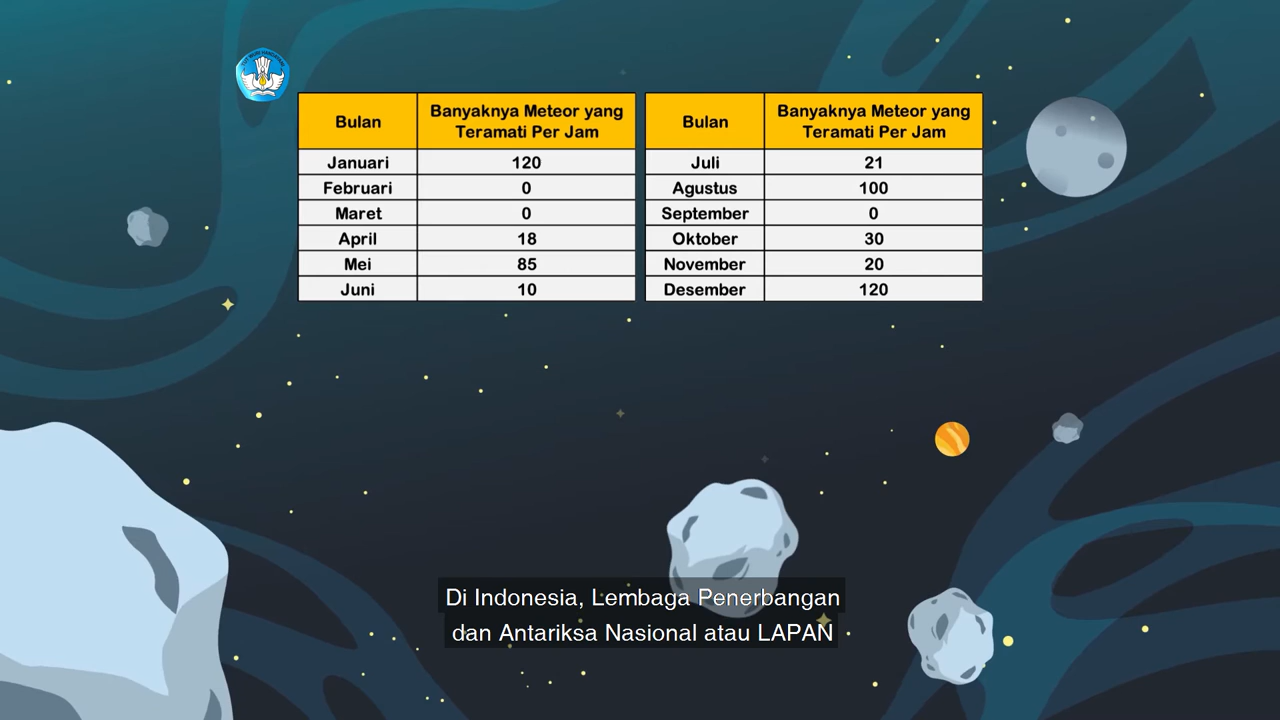 Bulan Banyaknya Meteor yang Teramati Per Jam
Januari 120
Februari 0
Maret 0
April 18
Mei 85
Juni 10
Bulan Banyaknya Meteor yang Teramati Per Jam
Juli 21
Agustus 100
September 0
Oktober 30
November 20
Desember 120
Di Indonesia, Lembaga Penerbangan
dan Antariksa Nasional atau LAPAN